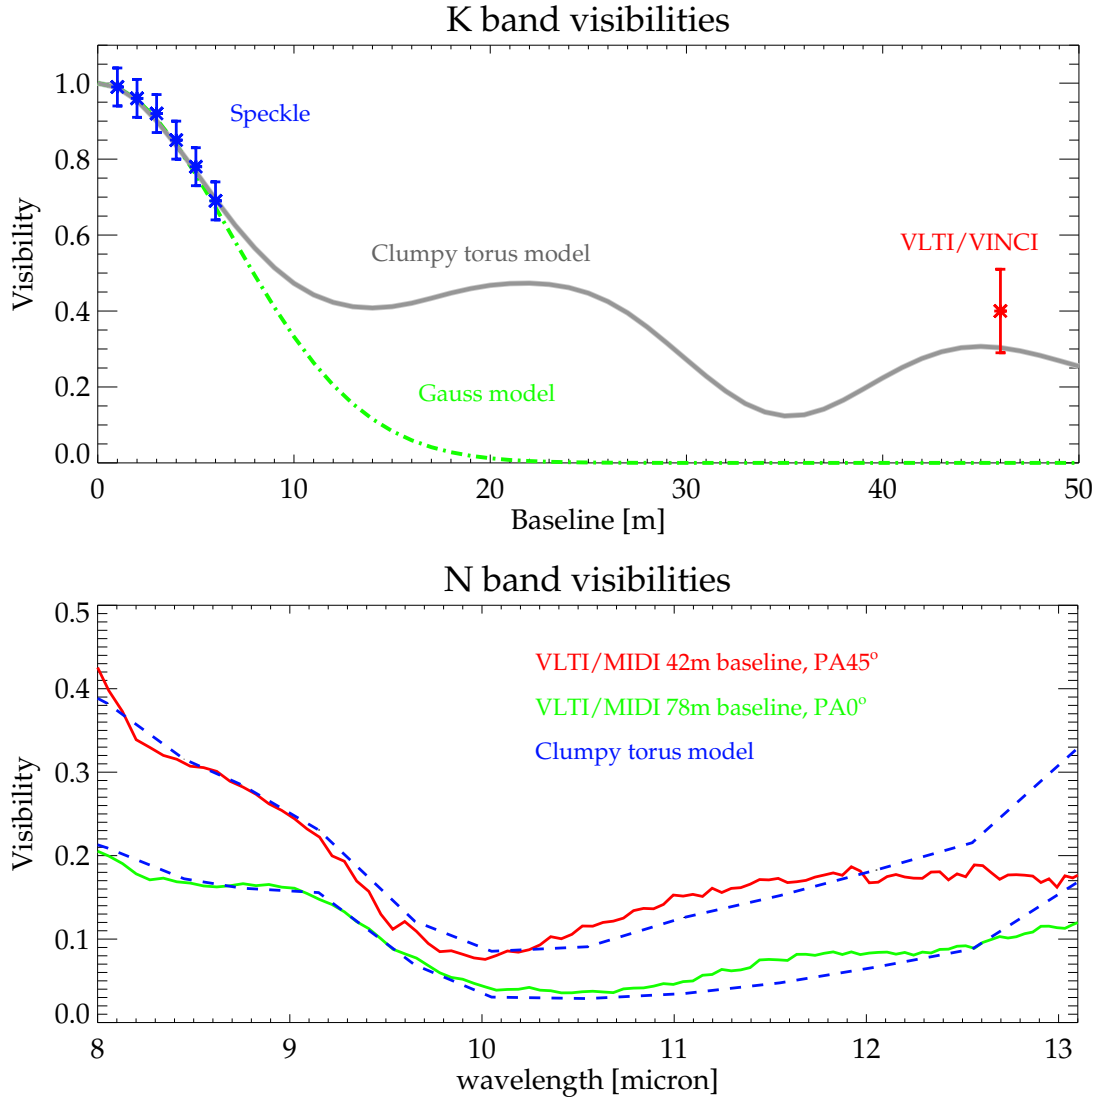 K band visibilities
1.0
0.8
0.6
0.4
0.2
0.0
Visibility
Speckle
Clumpy torus model
VLTI/VINCI
Gauss model
0 10 20 30 40 50
Baseline [m]
N band visibilities
0.5
0.4
0.3
0.2
0.1
0.0
Visibility
VLTI/MIDI 42m baseline, PA45°
VLTI/MIDI 78m baseline, PA0°
Clumpy torus model
8 9 10 11 12 13
wavelength [micron]